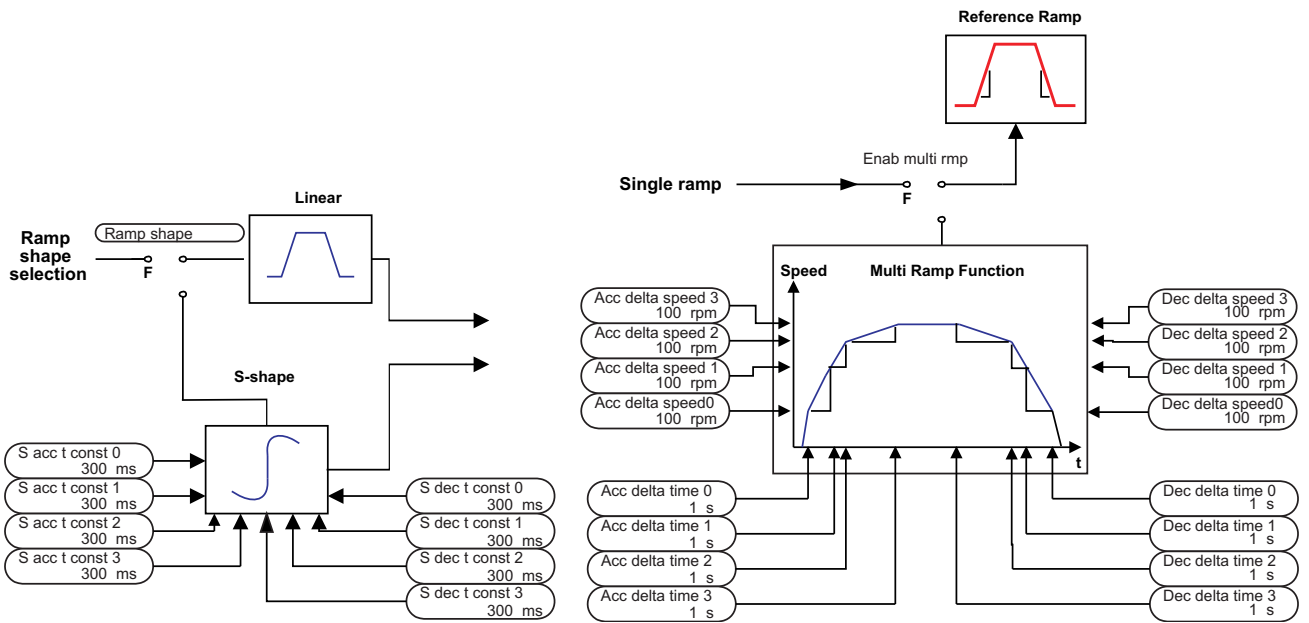 Reference Ramp
Enab multi rmp
Single ramp
F
Linear
Ramp shape
Ramp
shape
selection
F
S-shape
S acc t const 0
300 ms
S acc t const 1
300 ms
S acc t const 2
300 ms
S acc t const 3
300 ms
S dec t const 0
300 ms
S dec t const 1
300 ms
S dec t const 2
300 ms
S dec t const 3
300 ms
Speed
Multi Ramp Function
t
Acc delta speed 3
100 rpm
Acc delta speed 2
100 rpm
Acc delta speed 1
100 rpm
Acc delta speed0
100 rpm
Dec delta speed 3
100 rpm
Dec delta speed 2
100 rpm
Dec delta speed 1
100 rpm
Dec delta speed0
100 rpm
Acc delta time 0
1 s
Acc delta time 1
1 s
Acc delta time 2
1 s
Acc delta time 3
1 s
Dec delta time 0
1 s
Dec delta time 1
1 s
Dec delta time 2
1 s
Dec delta time 3
1 s